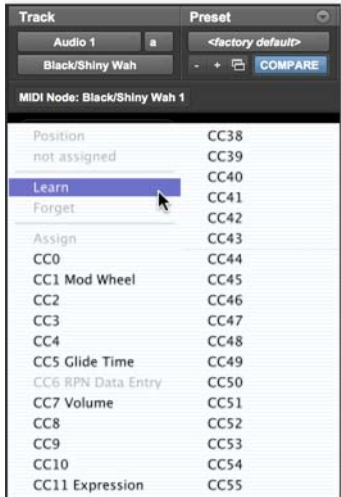 Track
Preset
Audio 1
a
<factory default>
Black/Shiny Wah
- +
COMPARE
MIDI Node: Black/Shiny Wah 1
Position
not assigned
Learn
Forget
Assign
CC0
CC1 Mod Wheel
CC2
CC3
CC4
CC5 Glide Time
CC6 RPN Data Entry
CC7 Volume
CC8
CC9
CC10
CC11 Expression
CC38
CC39
CC40
CC41
CC42
CC43
CC44
CC45
CC46
CC47
CC48
CC49
CC50
CC51
CC52
CC53
CC54
CC55